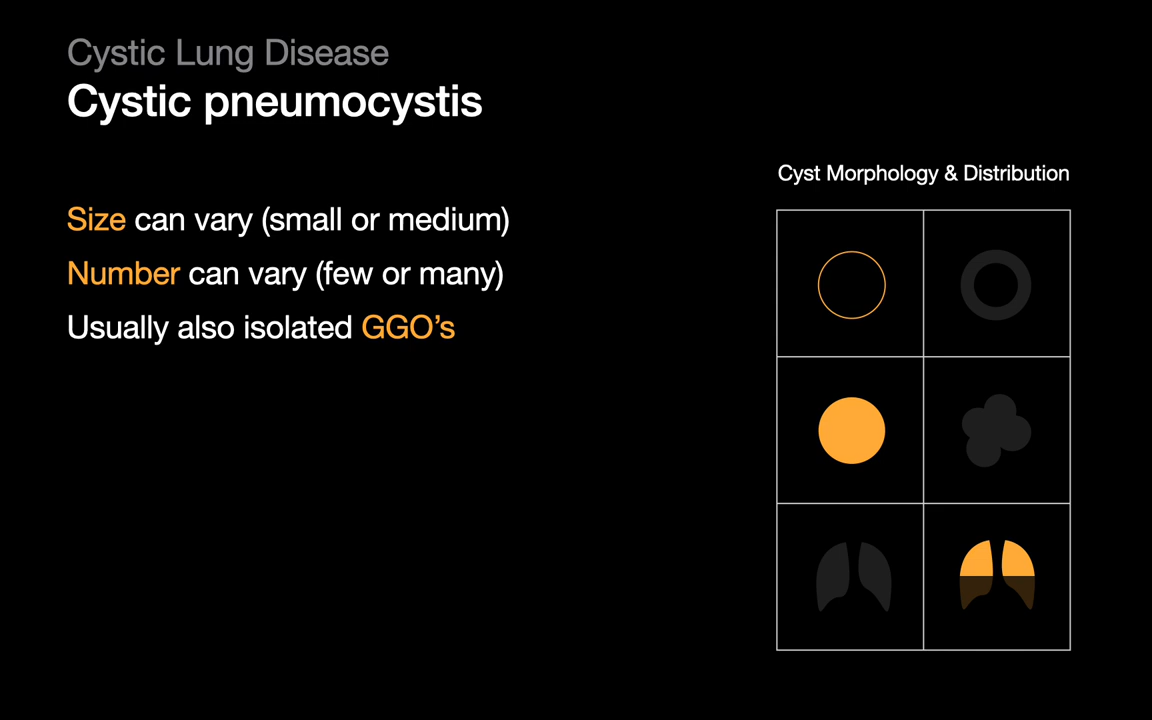 Cystic Lung Disease
Cystic pneumocystis
Size can vary (small or medium)
Number can vary (few or many)
Usually also isolated GGO’s
Cyst Morphology & Distribution